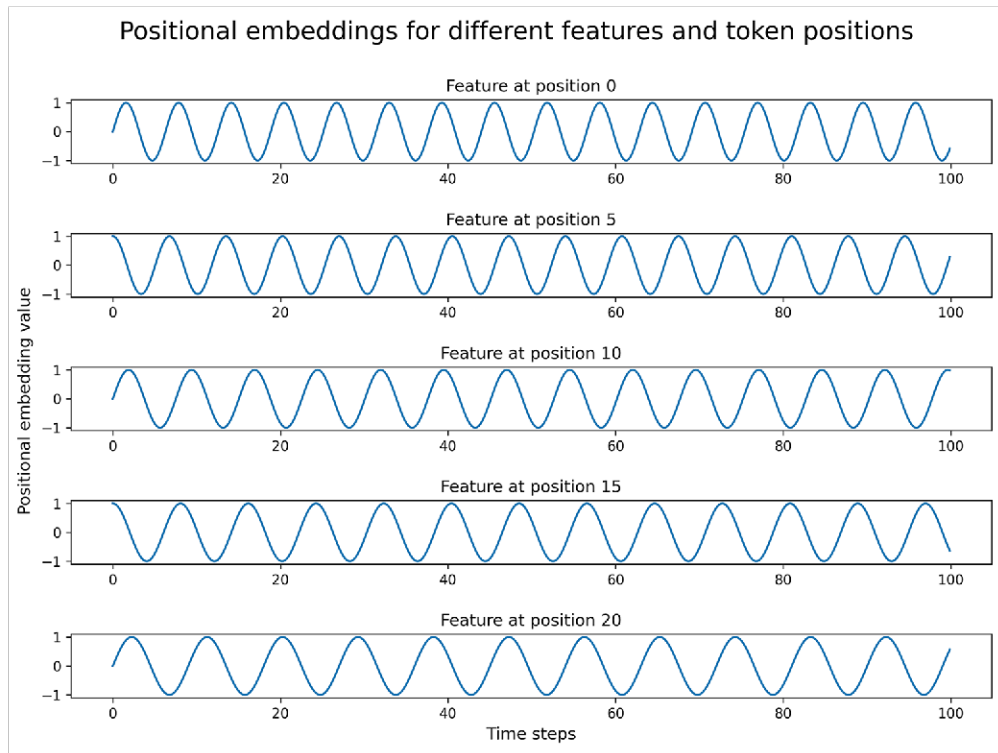 Positional embeddings for different features and token positions
Feature at position 0
1
0
−1
0 20 40 60 80 100
Feature at position 5
1
0
−1
0 20 40 60 80 100
Positional embedding value
Feature at position 10
1
0
−1
0 20 40 60 80 100
Feature at position 15
1
0
−1
0 20 40 60 80 100
Feature at position 20
1
0
−1
0 20 40 60 80 100
Time steps